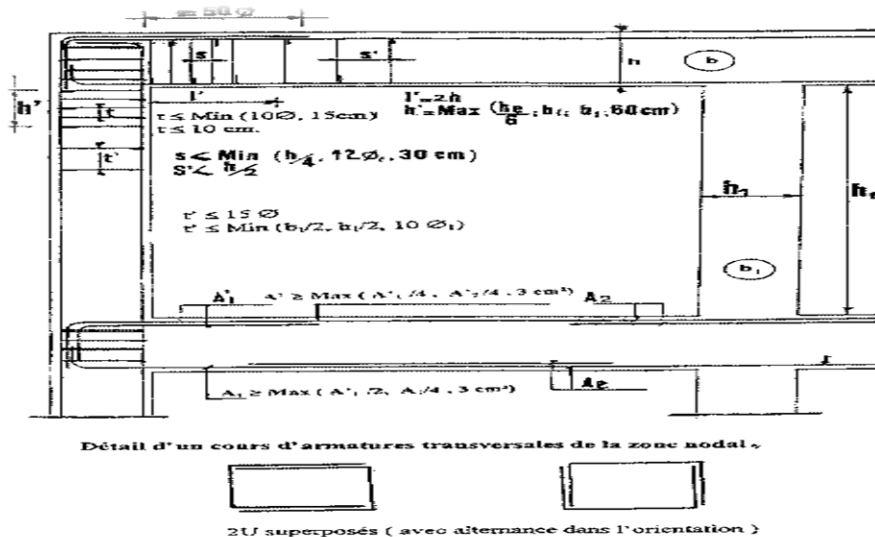 = 50 Ø
s
s'
h
b
h'
l'
l'=2h
t
t ≤ Min (10Ø, 15cm)
h'=Max (he/6, b1, h1, 60cm)
t ≤ 10 cm.
t'
s ≤ Min (h/4, 12Ø, 30 cm)
S' ≤ h/2
h1
t' ≤ 15 Ø
t' ≤ Min (b1/2, h1/2, 10 Ø1)
b1
A'1
A' ≥ Max ( A'1/4 , A'2/4 , 3 cm²)
A2
A1 ≥ Max ( A'1 /2, A1/4 , 3 cm²)
A2
Détail d'un cours d'armatures transversales de la zone nodal
2U superposés ( avec alternance dans l'orientation )